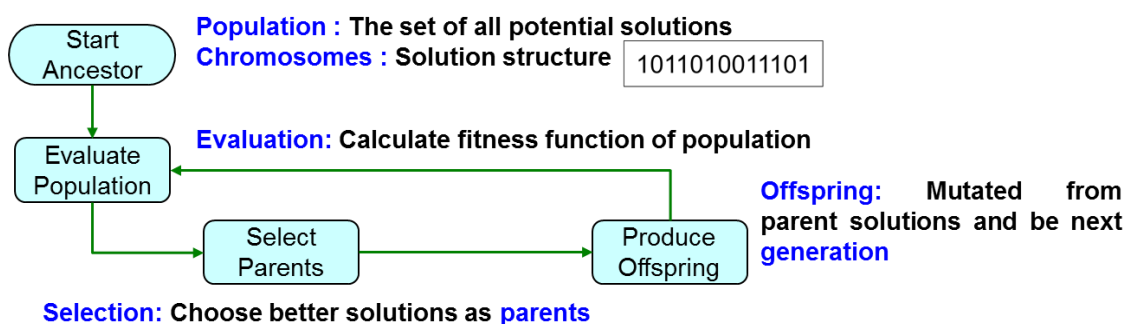 Start
Ancestor
Population : The set of all potential solutions
Chromosomes : Solution structure
1011010011101
Evaluate
Population
Evaluation: Calculate fitness function of population
Offspring: Mutated from
parent solutions and be next
generation
Select
Parents
Produce
Offspring
Selection: Choose better solutions as parents